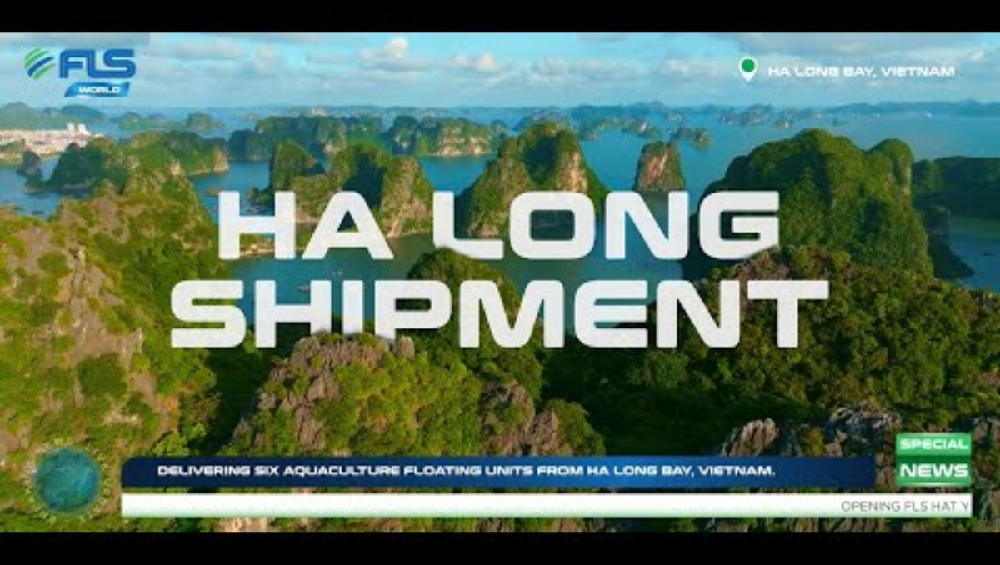 FLS
WORLD
HA LONG BAY, VIETNAM
HA LONG
SHIPMENT
SPECIAL
NEWS
DELIVERING SIX AQUACULTURE FLOATING UNITS FROM HA LONG BAY, VIETNAM.
OPENING FLS HAT Y